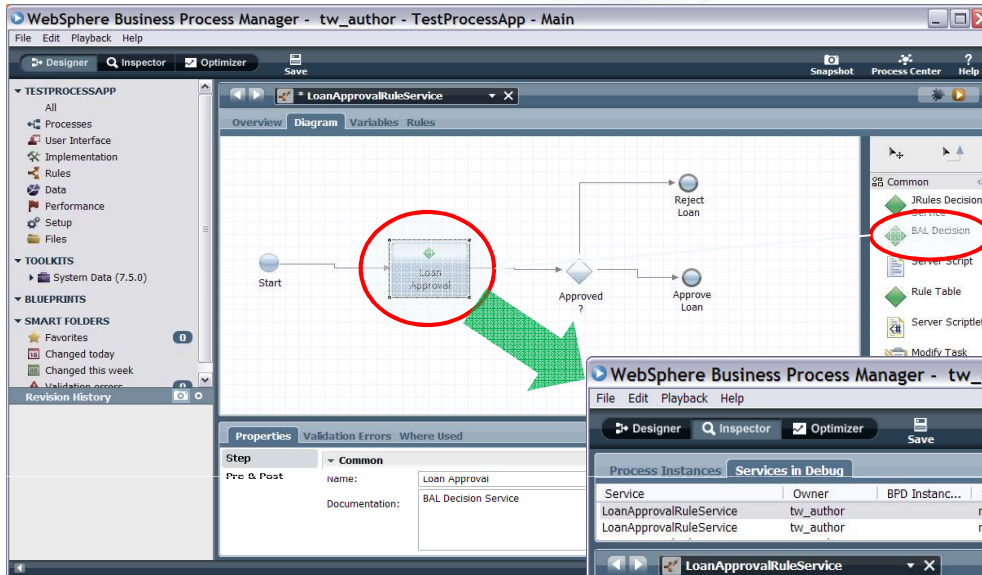 WebSphere Business Process Manager - tw_author - TestProcessApp - Main
File Edit Playback Help
Designer Inspector Optimizer Save Snapshot Process Center Help
TESTPROCESSAPP
All
Processes
User Interface
Implementation
Rules
Data
Performance
Setup
Files
TOOLKITS
System Data (7.5.0)
BLUEPRINTS
SMART FOLDERS
Favorites 0
Changed today
Changed this week
Validation errors 0
Revision History
* LoanApprovalRuleService
Overview Diagram Variables Rules
Start
Loan
Approval
Approved
?
Reject
Loan
Approve
Loan
Common
JRules Decision
Service
BAL Decision
Server Script
Rule Table
Server Scriptlet
Modify Task
Properties Validation Errors Where Used
Step
Pre & Post
Common
Name: Loan Approval
Documentation: BAL Decision Service
WebSphere Business Process Manager - tw_
File Edit Playback Help
Designer Inspector Optimizer Save
Process Instances Services in Debug
Service Owner BPD Instanc...
LoanApprovalRuleService tw_author
LoanApprovalRuleService tw_author
LoanApprovalRuleService